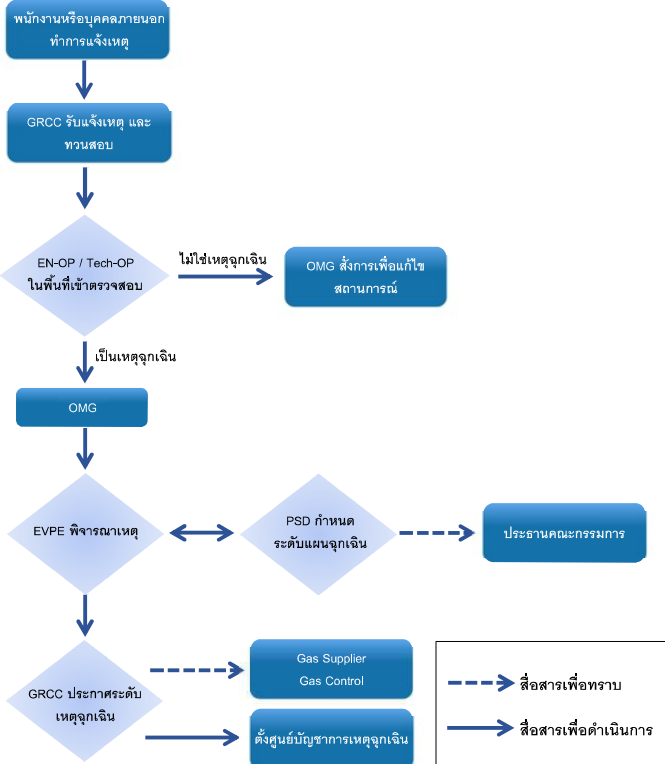 พนักงานหรือบุคคลภายนอก
ทำการแจ้งเหตุ
GRCC รับแจ้งเหตุ และ
ทวนสอบ
EN-OP / Tech-OP
ในพื้นที่เข้าตรวจสอบ
ไม่ใช่เหตุฉุกเฉิน
OMG สั่งการเพื่อแก้ไข
สถานการณ์
เป็นเหตุฉุกเฉิน
OMG
EVPE พิจารณาเหตุ
PSD กำหนด
ระดับแผนฉุกเฉิน
ประธานคณะกรรมการ
GRCC ประกาศระดับ
เหตุฉุกเฉิน
Gas Supplier
Gas Control
ตั้งศูนย์บัญชาการเหตุฉุกเฉิน
สื่อสารเพื่อทราบ
สื่อสารเพื่อดำเนินการ